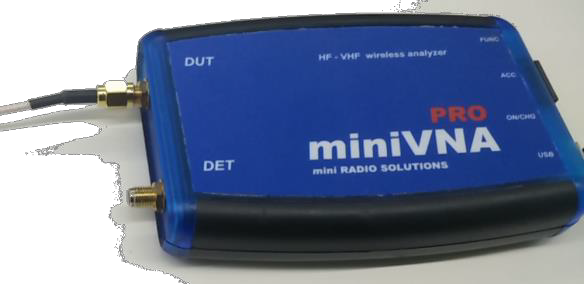 DUT
HF - VHF wireless analyzer
FUNC
ACC
PRO
ON/CHG
miniVNA
DET
mini RADIO SOLUTIONS
USB